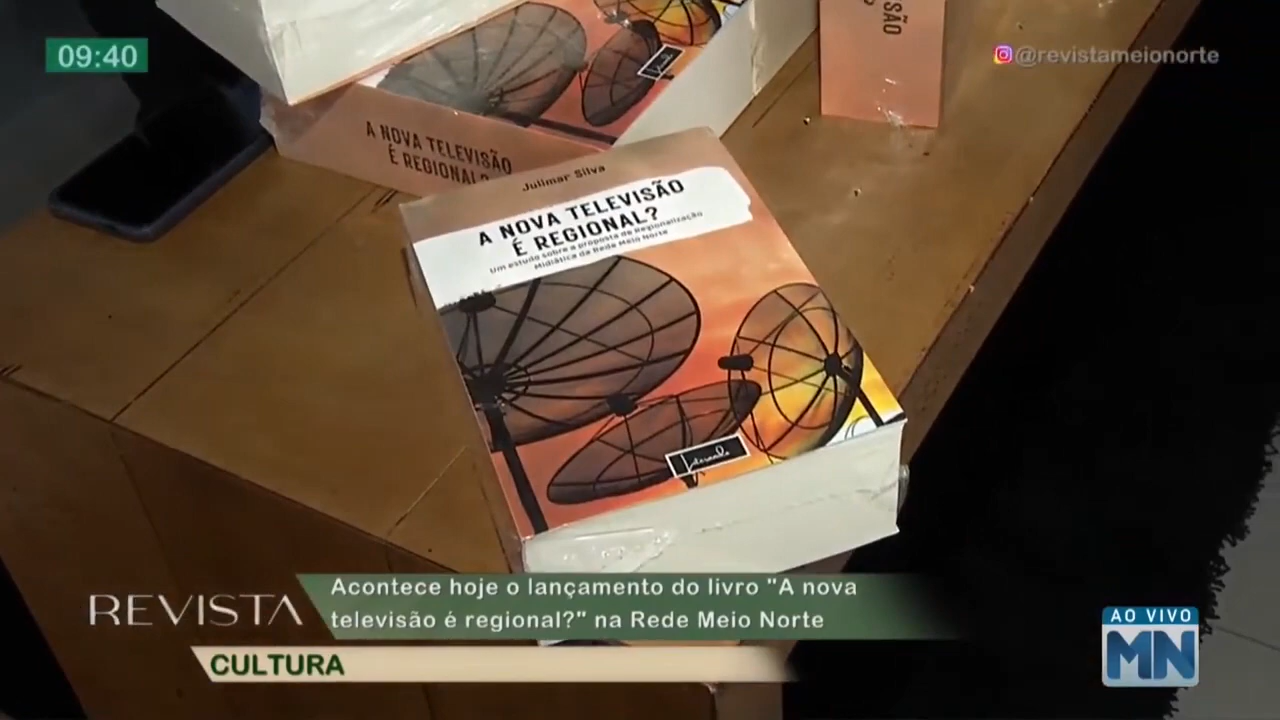 09:40
@revistameionorte
SÃO
A NOVA TELEVISÃO
É REGIONAL?
Julimar Silva
A NOVA TELEVISÃO
É REGIONAL?
Um estudo sobre a proposta de Regionalização
Midiática da Rede Meio Norte
REVISTA
Acontece hoje o lançamento do livro "A nova
televisão é regional?" na Rede Meio Norte
CULTURA
AO VIVO
MN